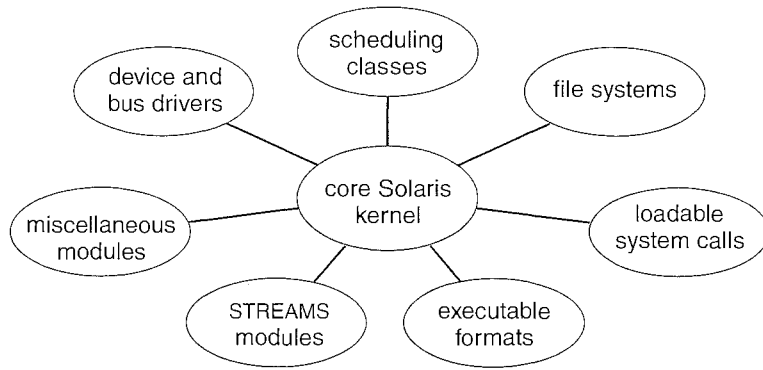 scheduling
classes
device and
bus drivers
file systems
core Solaris
kernel
miscellaneous
modules
loadable
system calls
STREAMS
modules
executable
formats